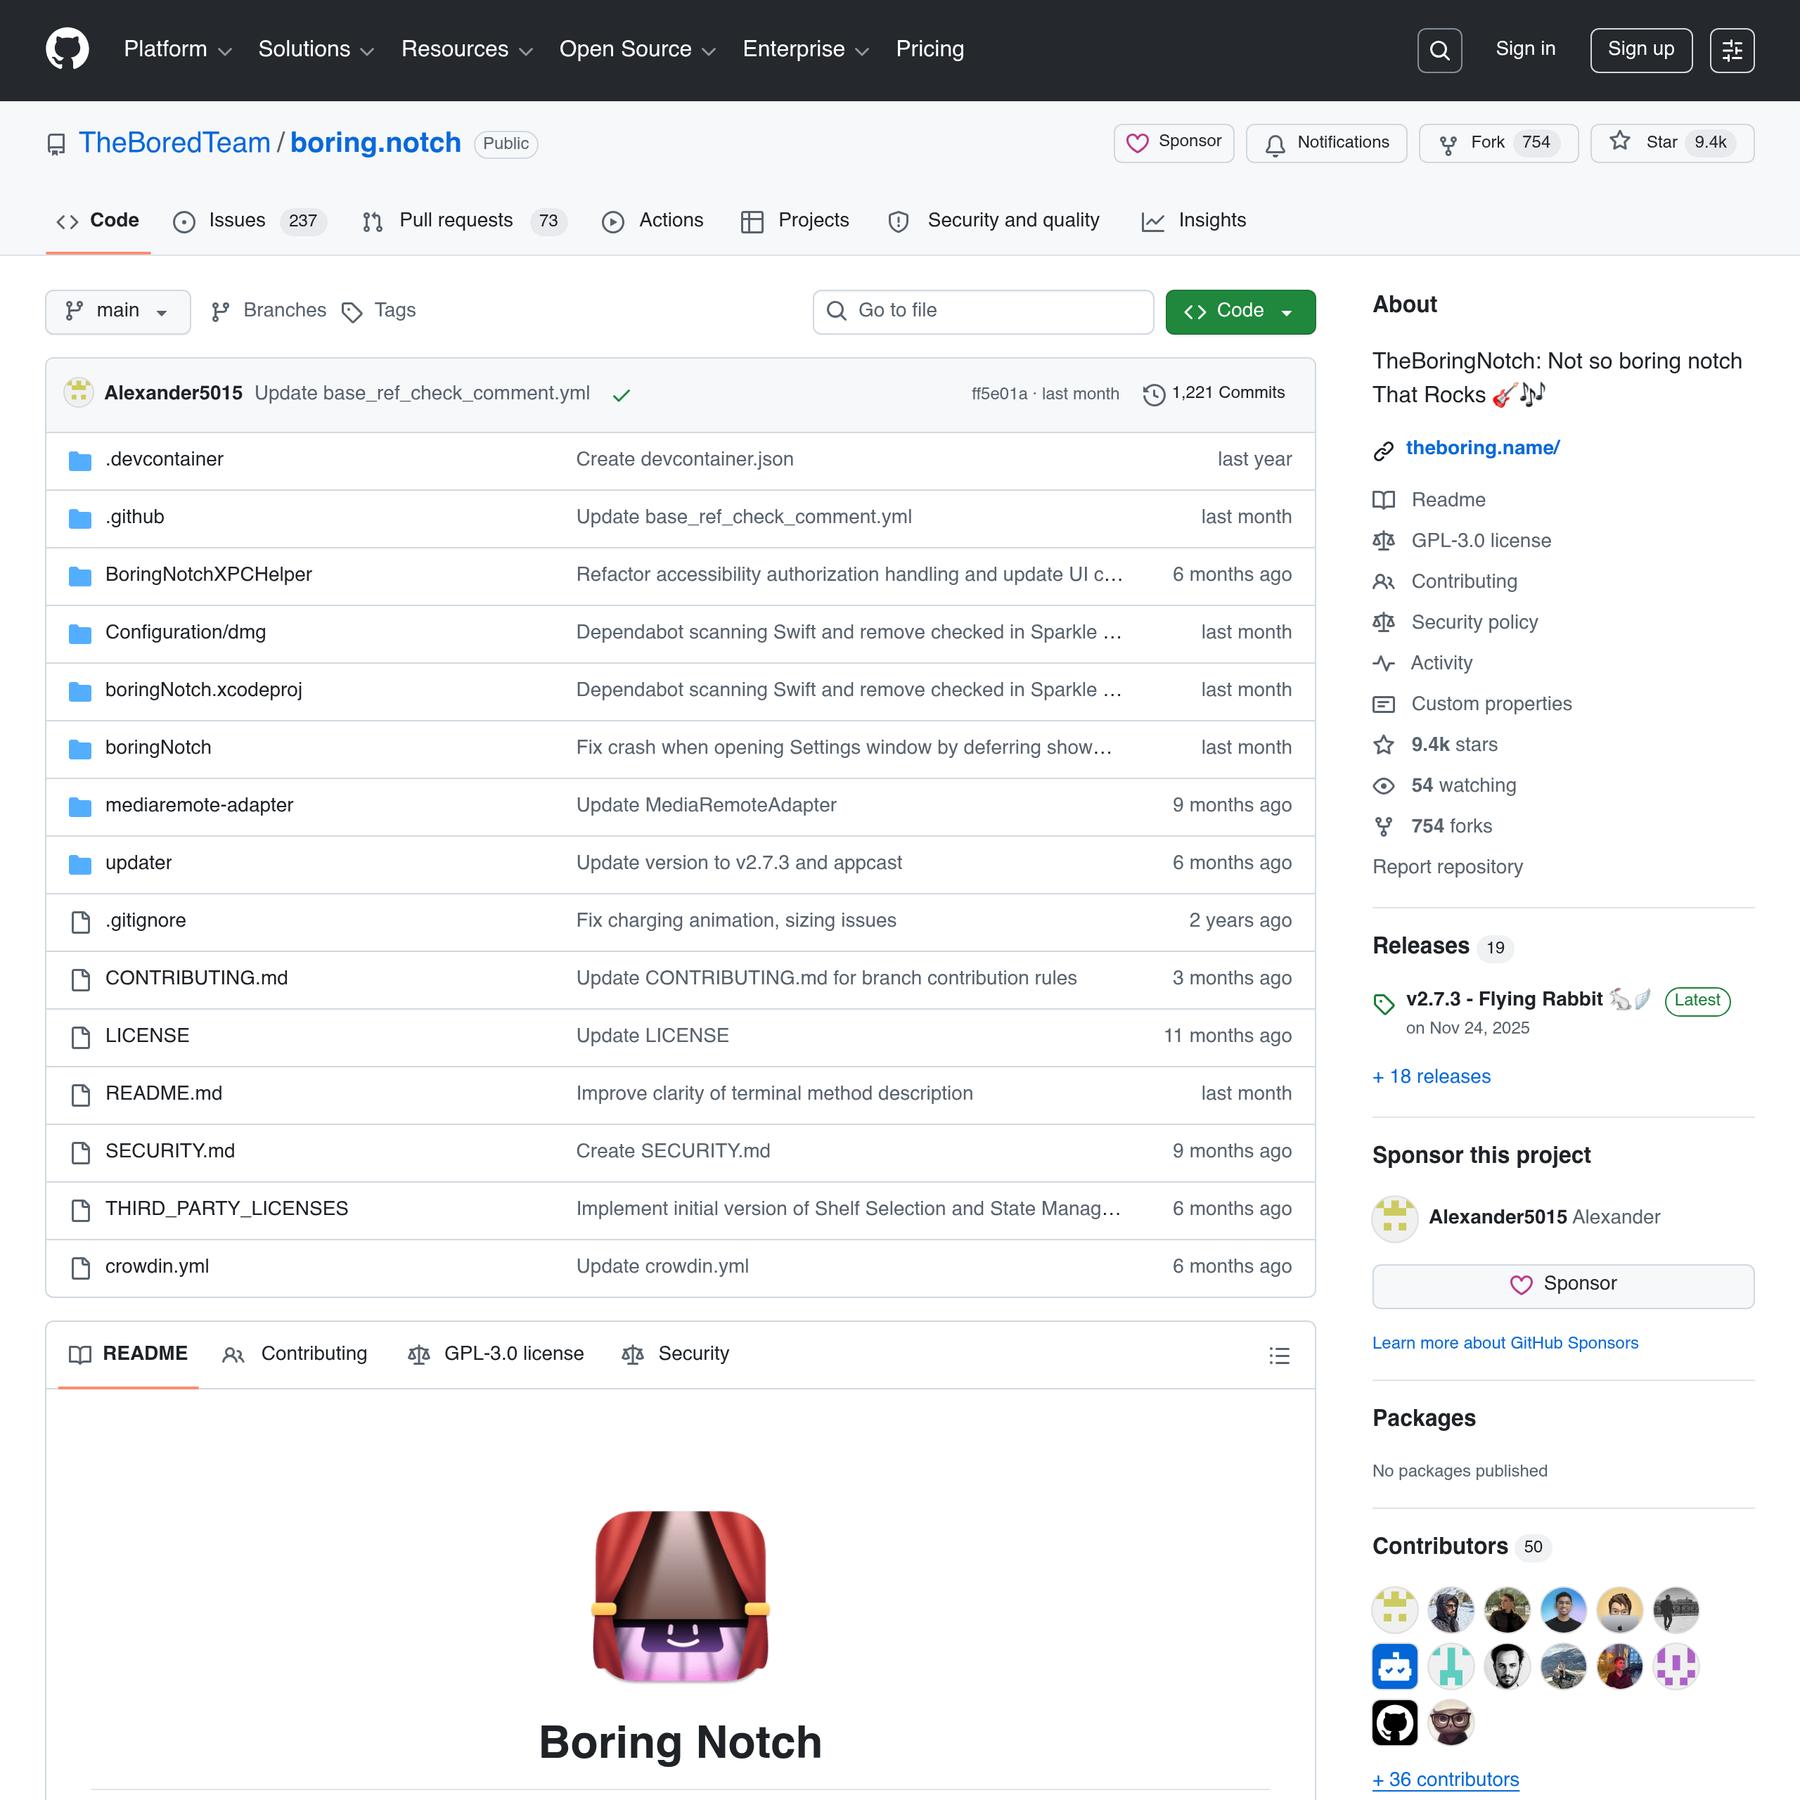 Platform Solutions Resources Open Source Enterprise Pricing Sign in Sign up
TheBoredTeam / boring.notch Public Sponsor Notifications Fork 754 Star 9.4k
Code Issues 237 Pull requests 73 Actions Projects Security and quality Insights
main Branches Tags Go to file Code
Alexander5015 Update base_ref_check_comment.yml ff5e01a · last month 1,221 Commits
.devcontainer Create devcontainer.json last year
.github Update base_ref_check_comment.yml last month
BoringNotchXPCHelper Refactor accessibility authorization handling and update UI c… 6 months ago
Configuration/dmg Dependabot scanning Swift and remove checked in Sparkle … last month
boringNotch.xcodeproj Dependabot scanning Swift and remove checked in Sparkle … last month
boringNotch Fix crash when opening Settings window by deferring show… last month
mediaremote-adapter Update MediaRemoteAdapter 9 months ago
updater Update version to v2.7.3 and appcast 6 months ago
.gitignore Fix charging animation, sizing issues 2 years ago
CONTRIBUTING.md Update CONTRIBUTING.md for branch contribution rules 3 months ago
LICENSE Update LICENSE 11 months ago
README.md Improve clarity of terminal method description last month
SECURITY.md Create SECURITY.md 9 months ago
THIRD_PARTY_LICENSES Implement initial version of Shelf Selection and State Manag… 6 months ago
crowdin.yml Update crowdin.yml 6 months ago
README Contributing GPL-3.0 license Security
Boring Notch
About
TheBoringNotch: Not so boring notch
That Rocks 🎸🎶
theboring.name/
Readme
GPL-3.0 license
Contributing
Security policy
Activity
Custom properties
9.4k stars
54 watching
754 forks
Report repository
Releases 19
v2.7.3 - Flying Rabbit 🐇🪽 Latest
on Nov 24, 2025
+ 18 releases
Sponsor this project
Alexander5015 Alexander
Sponsor
Learn more about GitHub Sponsors
Packages
No packages published
Contributors 50
+ 36 contributors